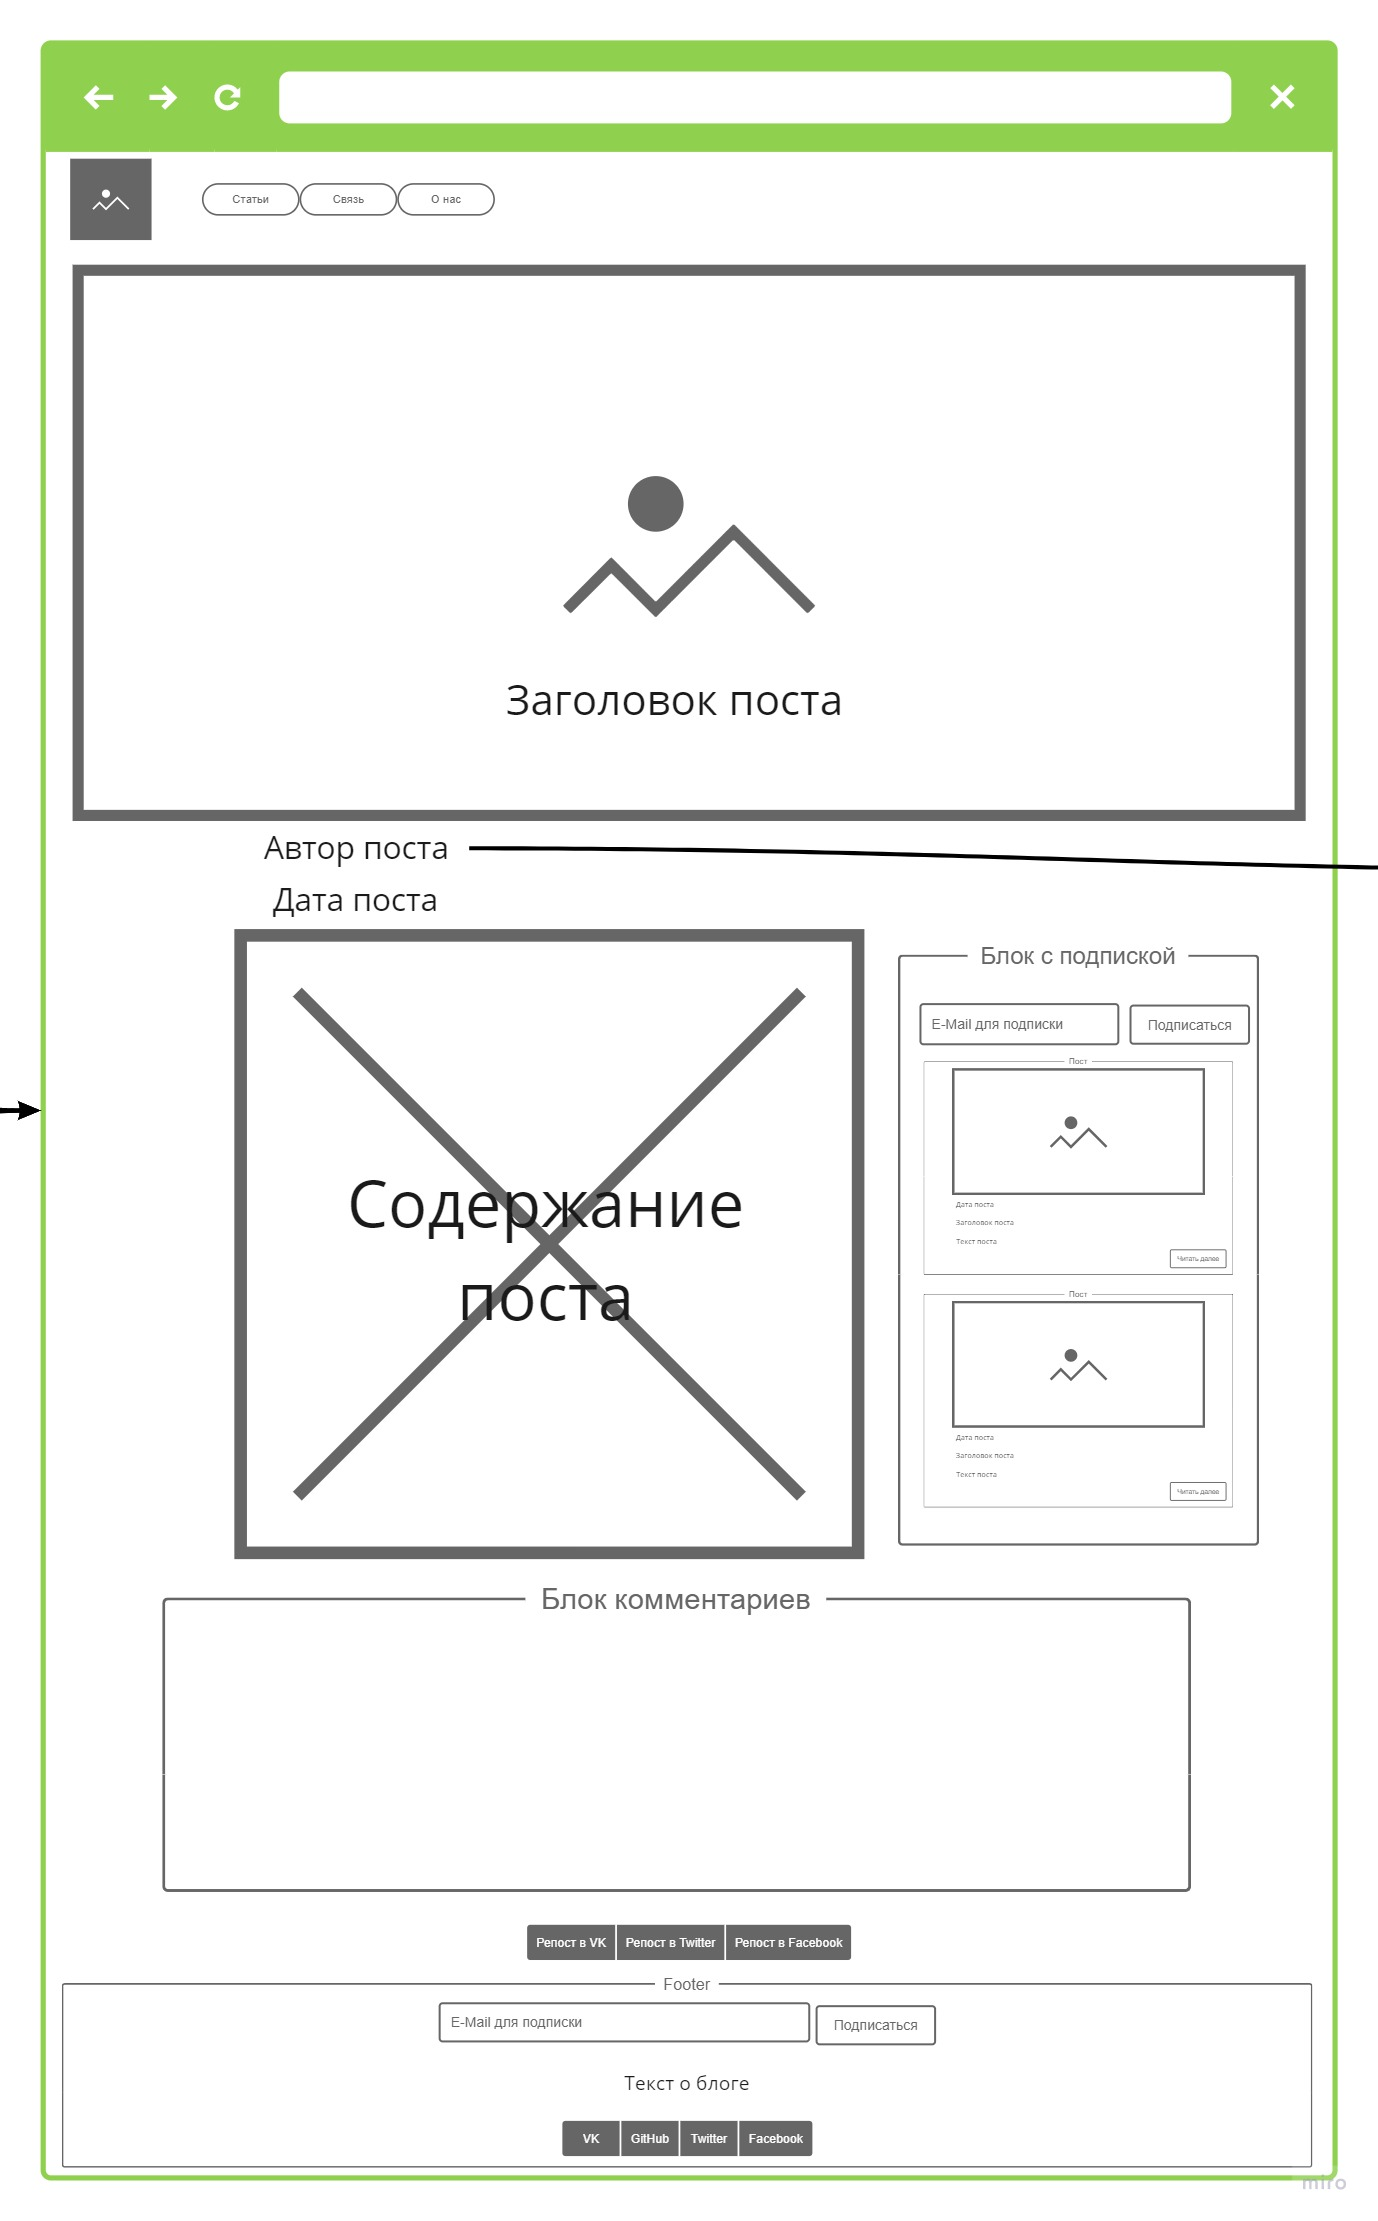 Статьи
Связь
О нас
Заголовок поста
Автор поста
Дата поста
Содержание
поста
Блок с подпиской
E-Mail для подписки
Подписаться
Пост
Дата поста
Заголовок поста
Текст поста
Читать далее
Пост
Дата поста
Заголовок поста
Текст поста
Читать далее
Блок комментариев
Репост в VK
Репост в Twitter
Репост в Facebook
Footer
E-Mail для подписки
Подписаться
Текст о блоге
VK
GitHub
Twitter
Facebook
miro